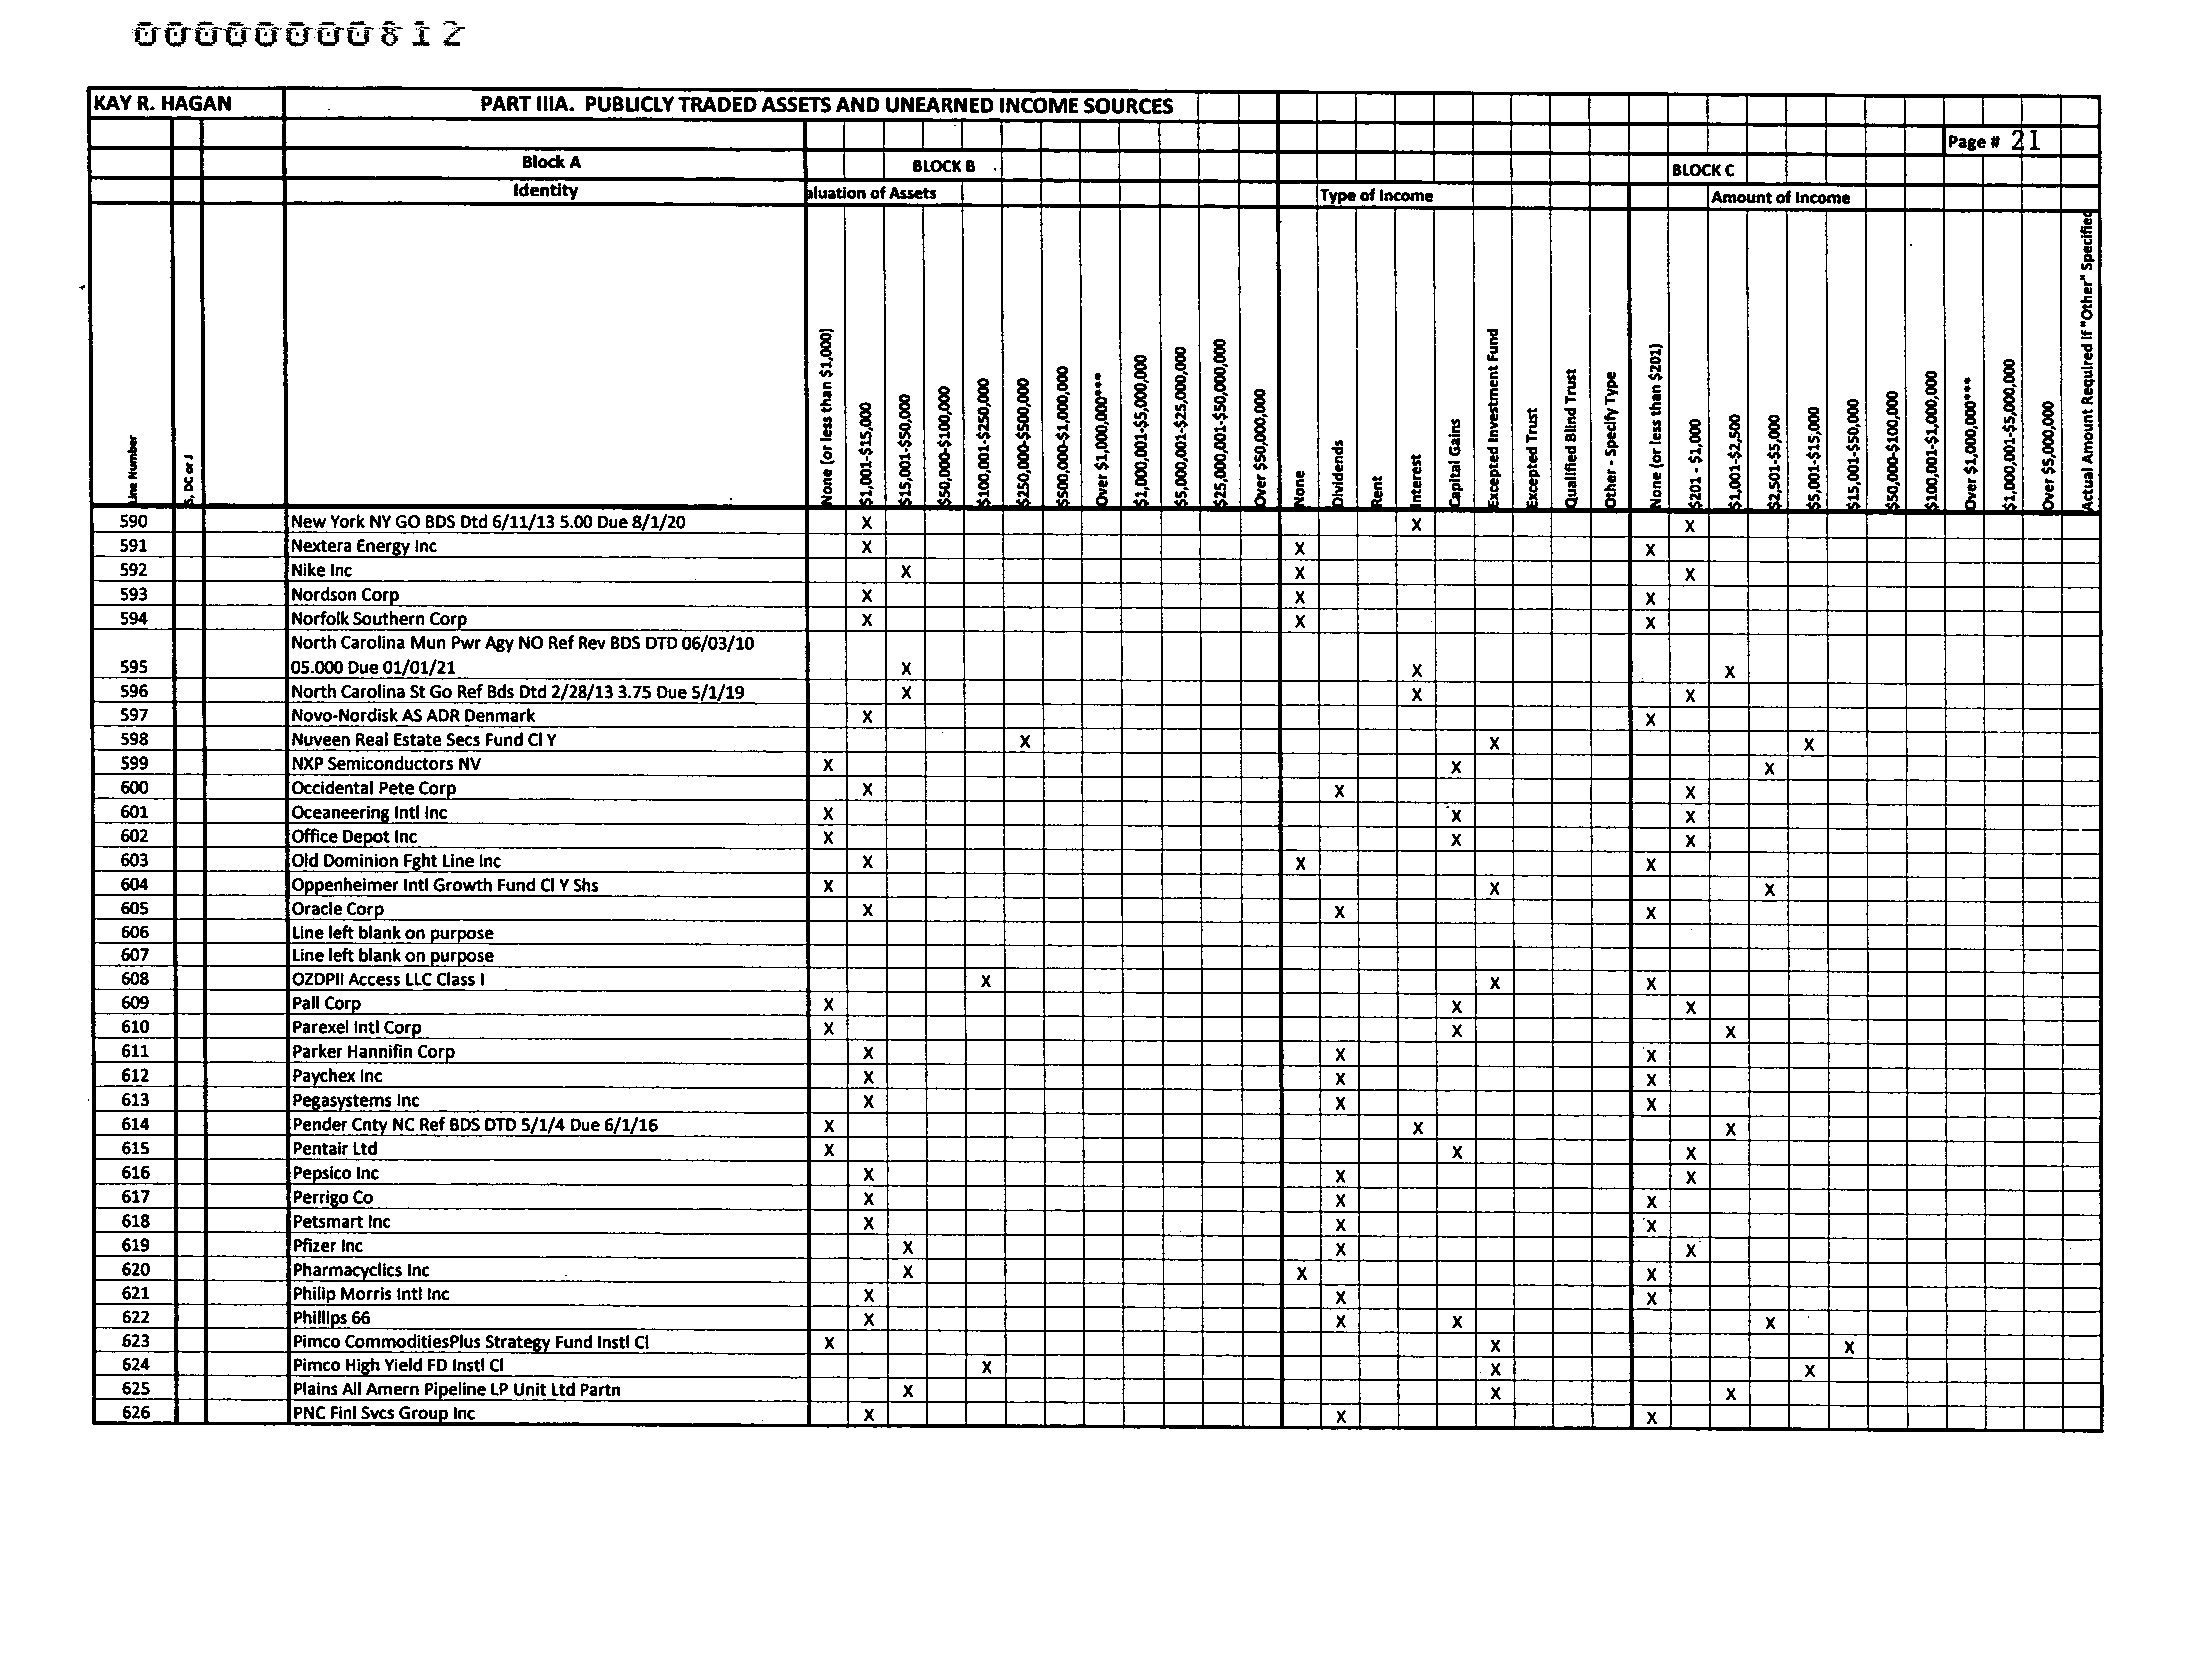 00000000812
KAY R. HAGAN PART IIIA. PUBLICLY TRADED ASSETS AND UNEARNED INCOME SOURCES
Page # 21
Block A BLOCK B BLOCK C
Identity aluation of Assets Type of Income Amount of Income
Line Number
S, DC or J
None (or less than $1,000)
$1,001-$15,000
$15,001-$50,000
$50,000-$100,000
$100,001-$250,000
$250,000-$500,000
$500,000-$1,000,000
Over $1,000,000***
$1,000,001-$5,000,000
$5,000,001-$25,000,000
$25,000,001-$50,000,000
Over $50,000,000
None
Dividends
Rent
Interest
Capital Gains
Excepted Investment Fund
Excepted Trust
Qualified Blind Trust
Other - Specify Type
None (or less than $201)
$201 - $1,000
$1,001-$2,500
$2,501-$5,000
$5,001-$15,000
$15,001-$50,000
$50,000-$100,000
$100,001-$1,000,000
Over $1,000,000****
$1,000,001-$5,000,000
Over $5,000,000
Actual Amount Required If "Other" Specified
590 New York NY GO BDS Dtd 6/11/13 5.00 Due 8/1/20 X X X
591 Nextera Energy Inc X X X
592 Nike Inc X X X
593 Nordson Corp X X X
594 Norfolk Southern Corp X X X
North Carolina Mun Pwr Agy NO Ref Rev BDS DTD 06/03/10
595 05.000 Due 01/01/21 X X X
596 North Carolina St Go Ref Bds Dtd 2/28/13 3.75 Due 5/1/19 X X X
597 Novo-Nordisk AS ADR Denmark X X
598 Nuveen Real Estate Secs Fund Cl Y X X X
599 NXP Semiconductors NV X X X
600 Occidental Pete Corp X X X
601 Oceaneering Intl Inc X X X
602 Office Depot Inc X X X
603 Old Dominion Fght Line Inc X X X
604 Oppenheimer Intl Growth Fund Cl Y Shs X X X
605 Oracle Corp X X X
606 Line left blank on purpose
607 Line left blank on purpose
608 OZDPII Access LLC Class I X X X
609 Pall Corp X X X
610 Parexel Intl Corp X X X
611 Parker Hannifin Corp X X X
612 Paychex Inc X X X
613 Pegasystems Inc X X X
614 Pender Cnty NC Ref BDS DTD 5/1/4 Due 6/1/16 X X X
615 Pentair Ltd X X X
616 Pepsico Inc X X X
617 Perrigo Co X X X
618 Petsmart Inc X X X
619 Pfizer Inc X X X
620 Pharmacyclics Inc X X X
621 Philip Morris Intl Inc X X X
622 Phillips 66 X X X X
623 Pimco CommoditiesPlus Strategy Fund Instl Cl X X X
624 Pimco High Yield FD Instl Cl X X X
625 Plains All Amern Pipeline LP Unit Ltd Partn X X X
626 PNC Finl Svcs Group Inc X X X